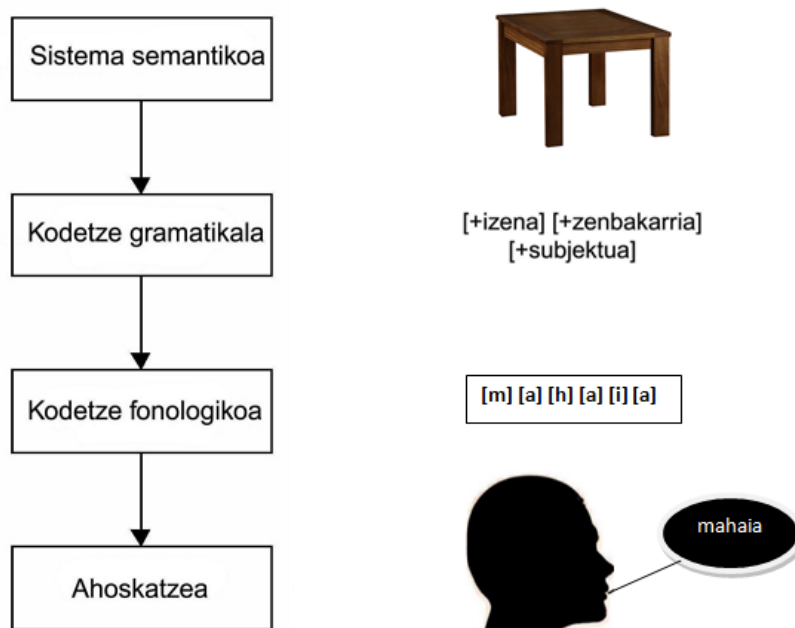 Sistema semantikoa
Kodetze gramatikala
[+izena] [+zenbakarria]
[+subjektua]
Kodetze fonologikoa
[m] [a] [h] [a] [i] [a]
mahaia
Ahoskatzea